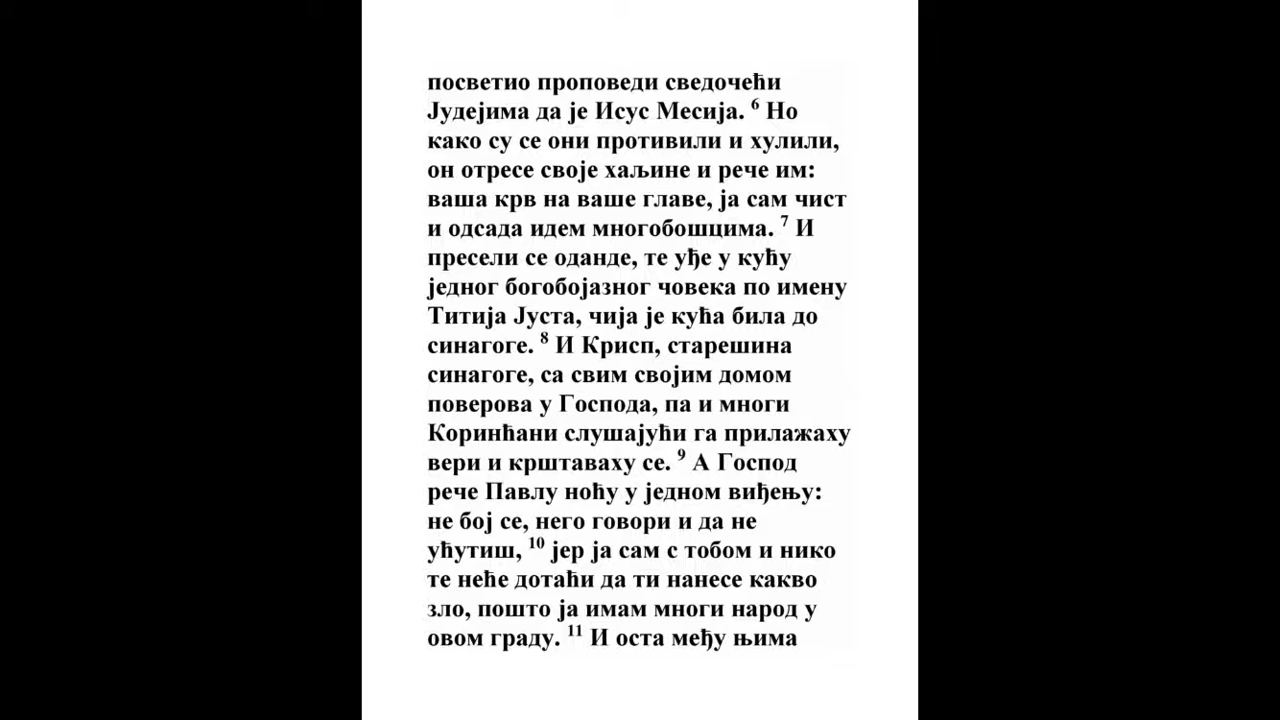 посветио проповеди сведочећи
Јудејима да је Исус Месија. 6 Но
како су се они противили и хулили,
он отресе своје хаљине и рече им:
ваша крв на ваше главе, ја сам чист
и одсада идем многобошцима. 7 И
пресели се оданде, те уђе у кућу
једног богобојазног човека по имену
Титија Јуста, чија је кућа била до
синагоге. 8 И Крисп, старешина
синагоге, са свим својим домом
поверова у Господа, па и многи
Коринћани слушајући га прилажаху
вери и крштаваху се. 9 А Господ
рече Павлу ноћу у једном виђењу:
не бој се, него говори и да не
ућутиш, 10 јер ја сам с тобом и нико
те неће дотаћи да ти нанесе какво
зло, пошто ја имам многи народ у
овом граду. 11 И оста међу њима